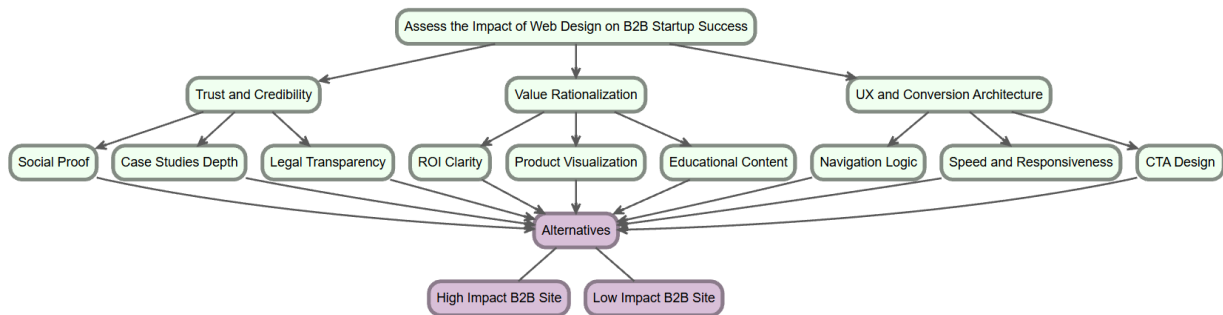 Assess the Impact of Web Design on B2B Startup Success
Trust and Credibility
Value Rationalization
UX and Conversion Architecture
Social Proof
Case Studies Depth
Legal Transparency
ROI Clarity
Product Visualization
Educational Content
Navigation Logic
Speed and Responsiveness
CTA Design
Alternatives
High Impact B2B Site
Low Impact B2B Site